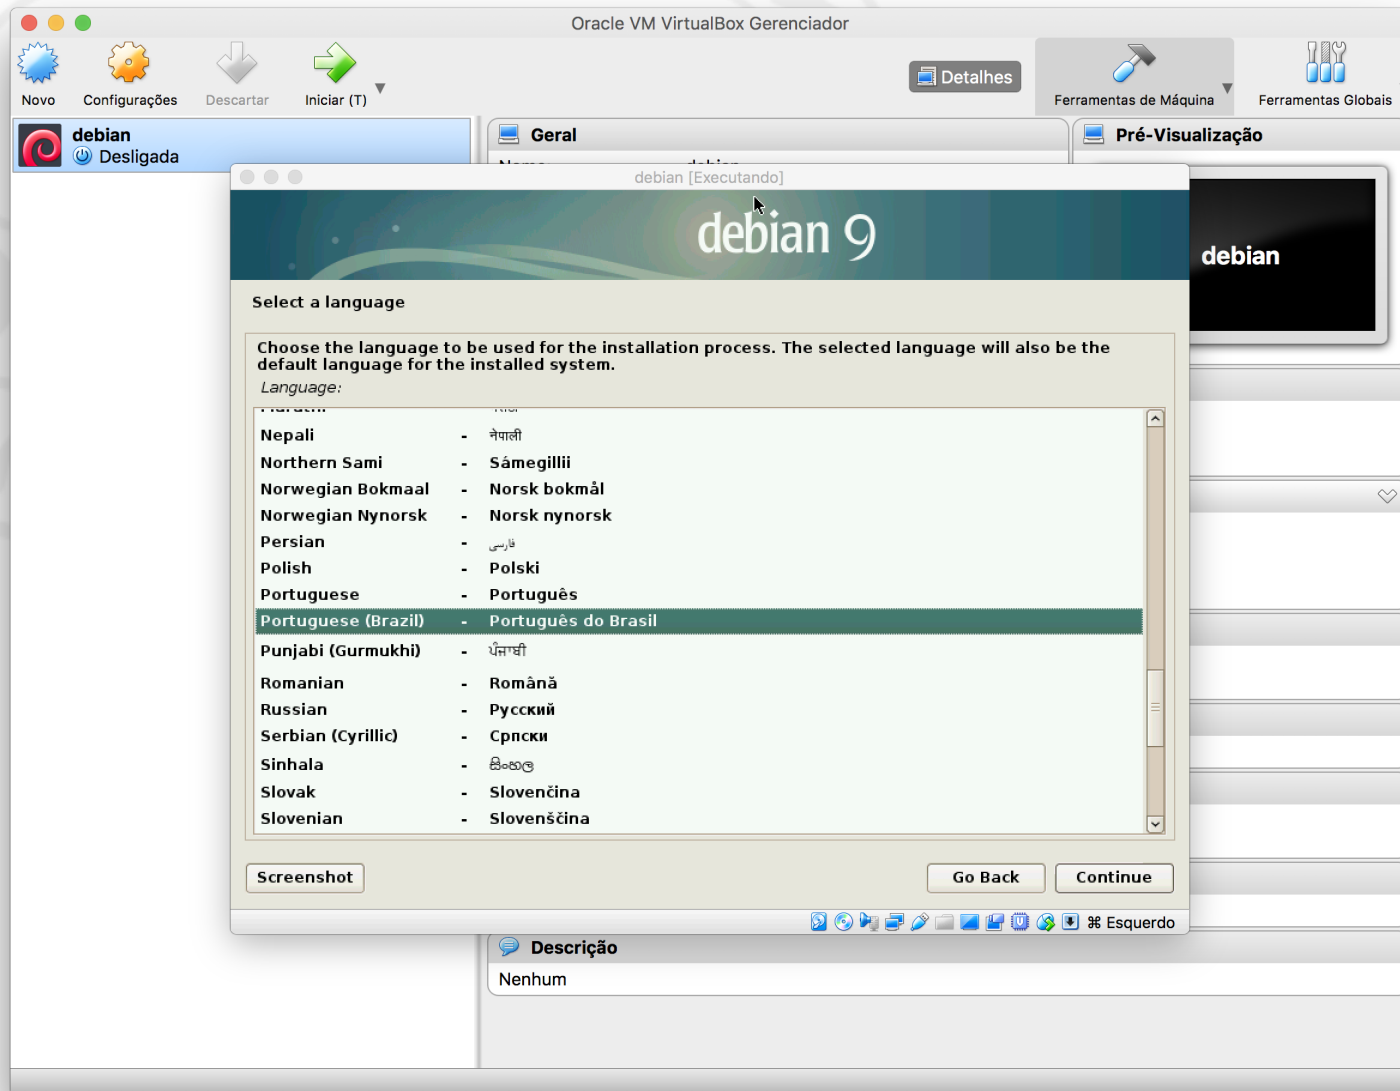 Oracle VM VirtualBox Gerenciador
Novo
Configurações
Descartar
Iniciar (T)
Detalhes
Ferramentas de Máquina
Ferramentas Globais
debian
Desligada
Geral
Pré-Visualização
debian
debian [Executando]
debian 9
Select a language
Choose the language to be used for the installation process. The selected language will also be the
default language for the installed system.
Language:
Nepali - नेपाली
Northern Sami - Sámegillii
Norwegian Bokmaal - Norsk bokmål
Norwegian Nynorsk - Norsk nynorsk
Persian - فارسی
Polish - Polski
Portuguese - Português
Portuguese (Brazil) - Português do Brasil
Punjabi (Gurmukhi) - ਪੰਜਾਬੀ
Romanian - Română
Russian - Русский
Serbian (Cyrillic) - Српски
Sinhala - සිංහල
Slovak - Slovenčina
Slovenian - Slovenščina
Screenshot
Go Back
Continue
⌘ Esquerdo
Descrição
Nenhum